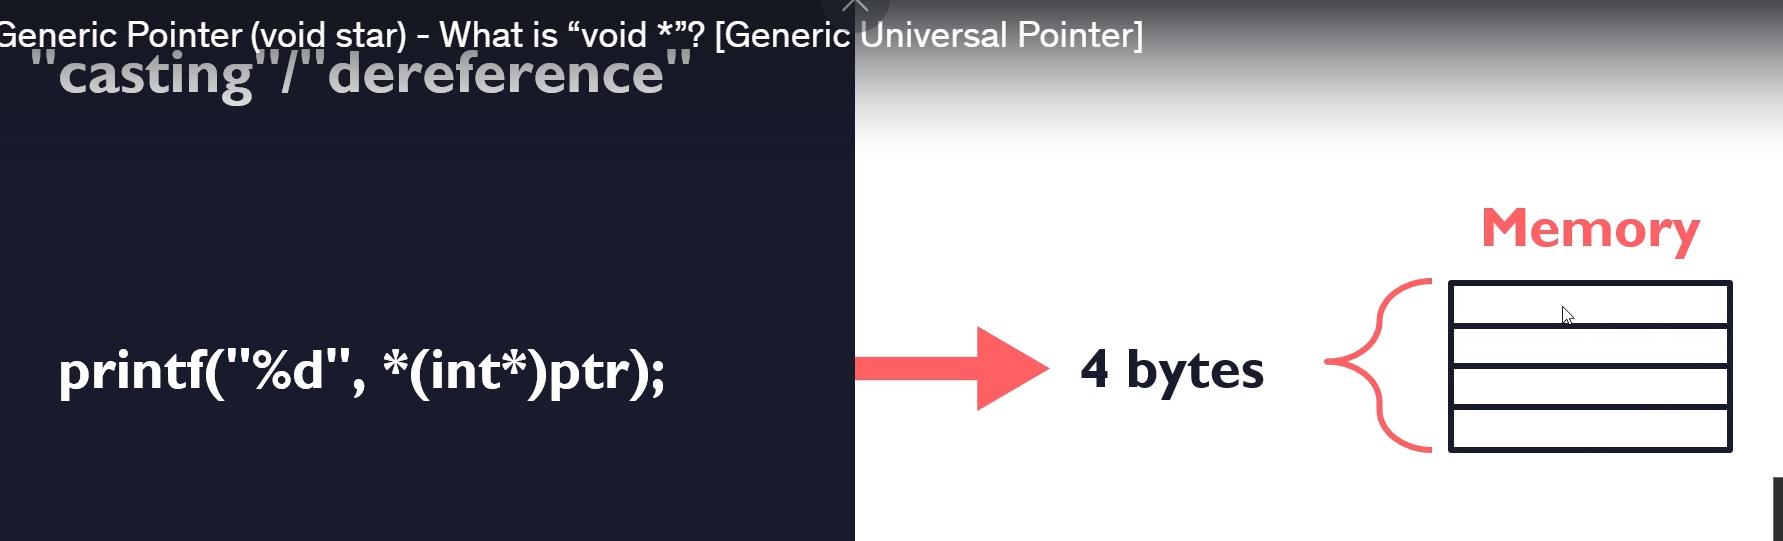 Generic Pointer (void star) - What is “void *”? [Generic Universal Pointer]
"casting"/"dereference"
Memory
printf("%d", *(int*)ptr);
4 bytes